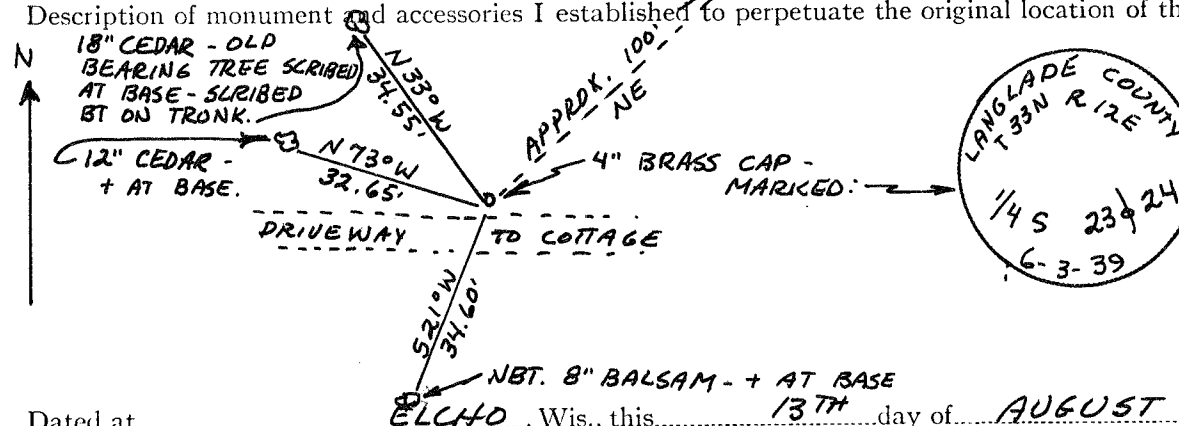 Description of monument and accessories I established to perpetuate the original location of th
N
18" CEDAR - OLD
BEARING TREE SCRIBED
AT BASE - SCRIBED
BT ON TRONK.
N 33° W
34.55'
APPROX. 100'
NE
12" CEDAR -
+ AT BASE.
N 73° W
32.65'
4" BRASS CAP -
MARKED:
LANGLADE COUNTY
T 33N R 12E
1/4 S 23 24
6-3-39
DRIVEWAY TO COTTAGE
S21°W
34.60'
NBT. 8" BALSAM - + AT BASE
Dated at ELCHO, Wis., this 13TH day of AUGUST